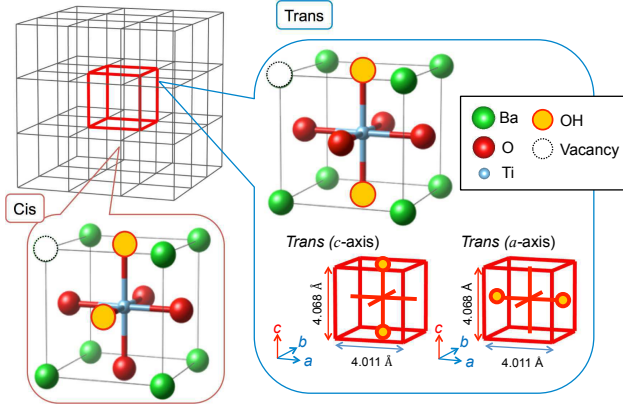 Trans
Ba
OH
O
Vacancy
Ti
Cis
Trans (c-axis)
Trans (a-axis)
4.068 Å
4.068 Å
c
b
a
4.011 Å
c
b
a
4.011 Å